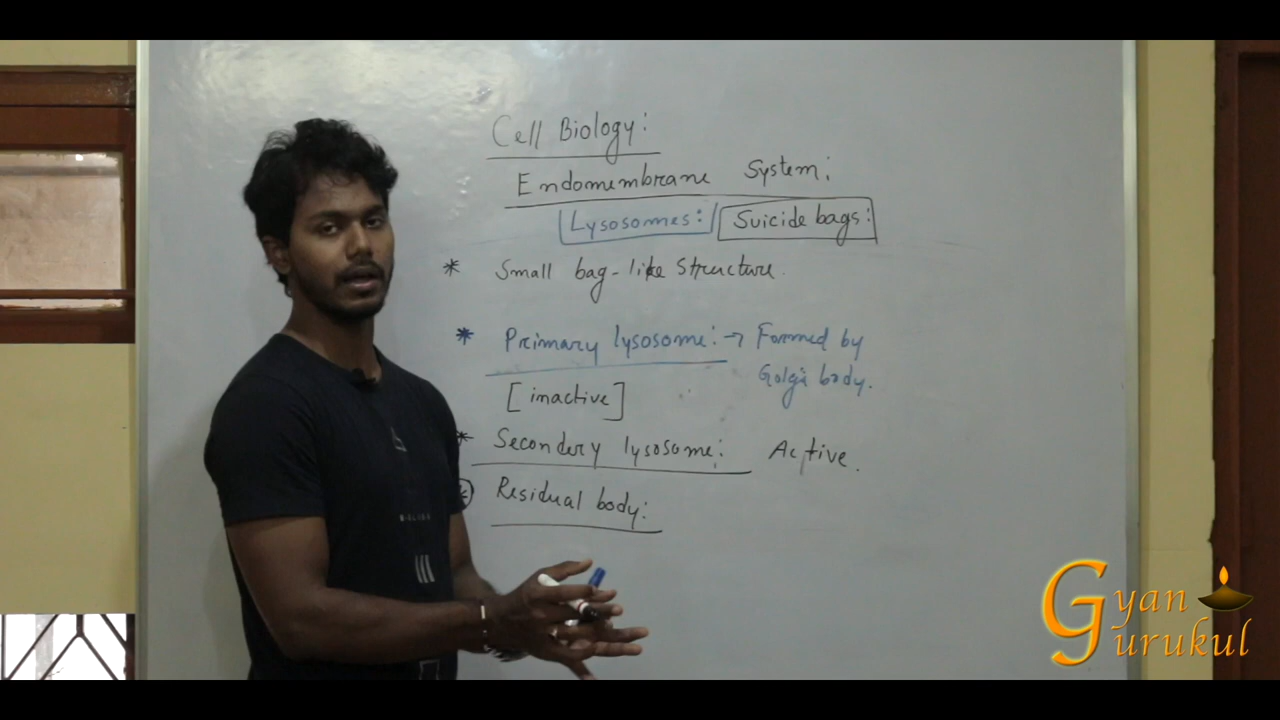 Cell Biology:
Endomembrane System:
Lysosomes: Suicide bags:
* Small bag-like structure.
* Primary lysosome: → Formed by
Golgi body.
[inactive]
* Secondery lysosome: Active.
* Residual body:
Gyan
Gurukul